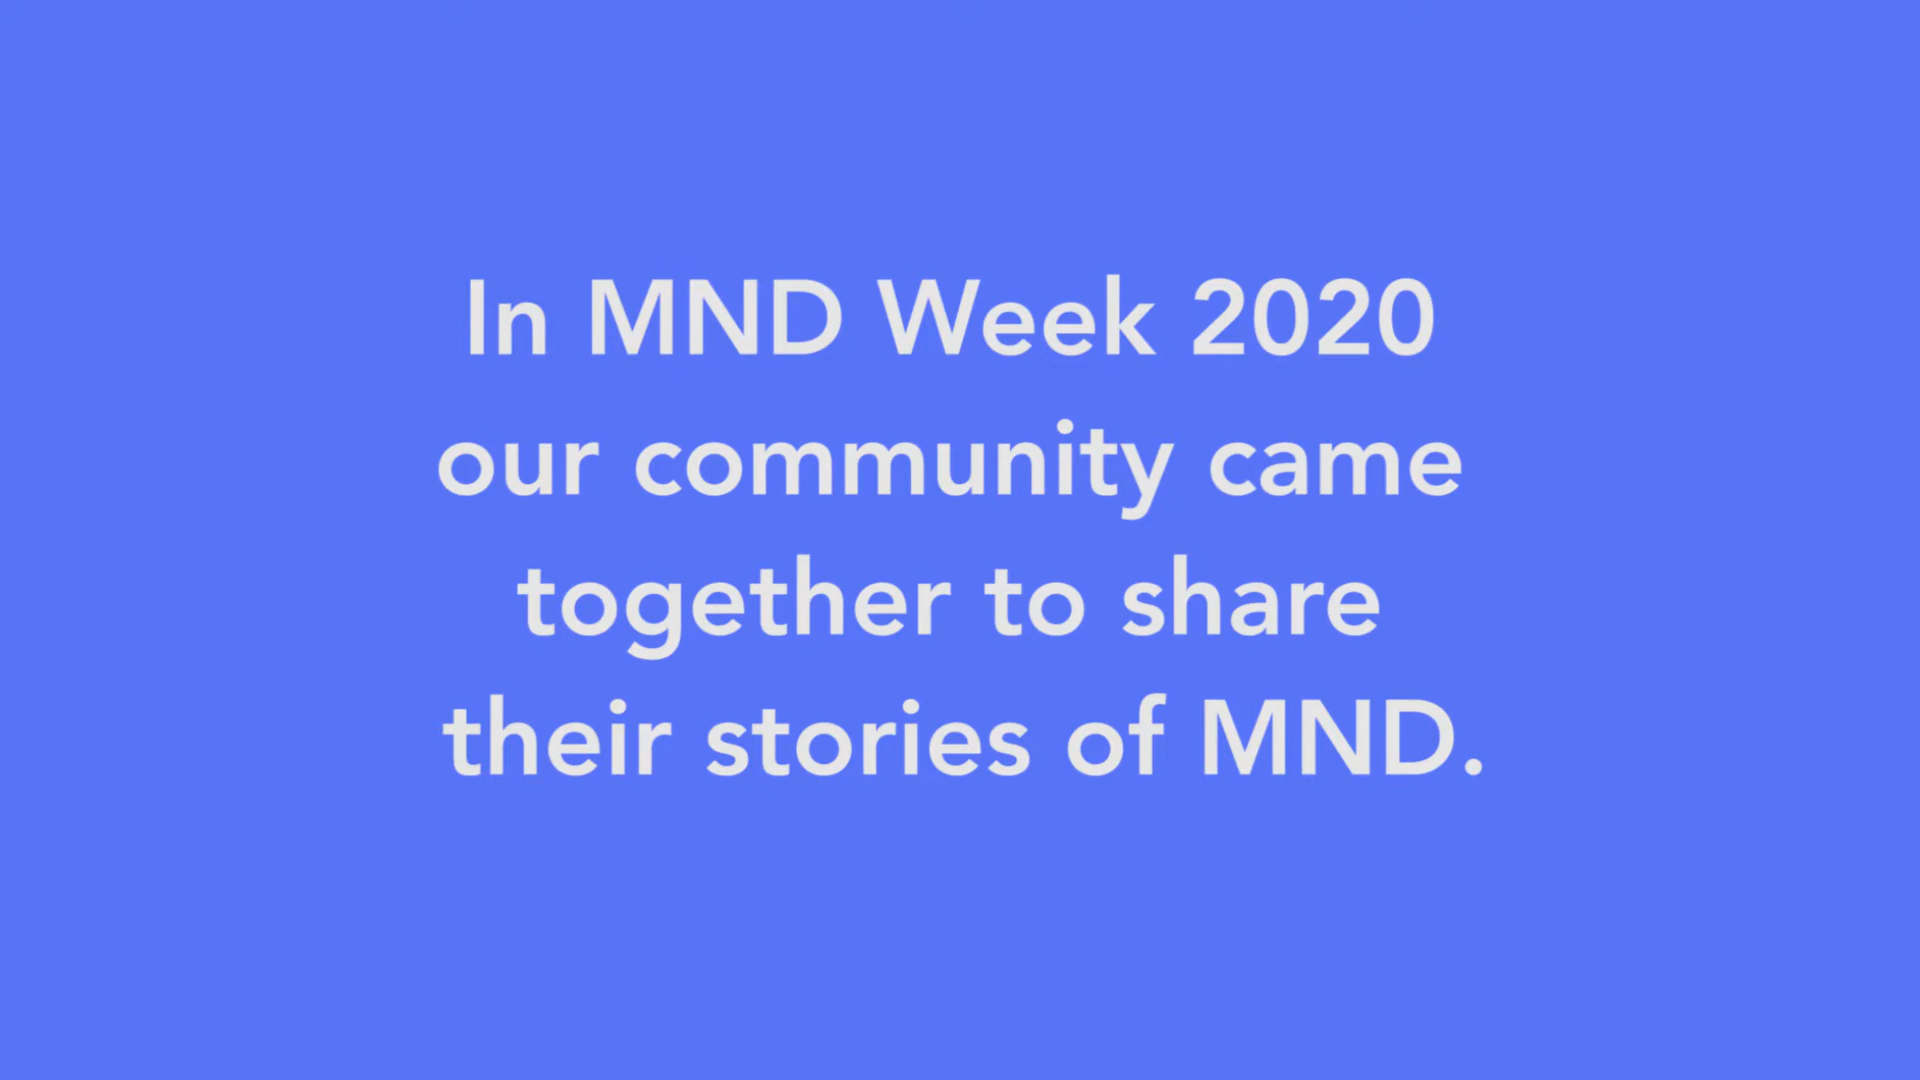 In MND Week 2020
our community came
together to share
their stories of MND.